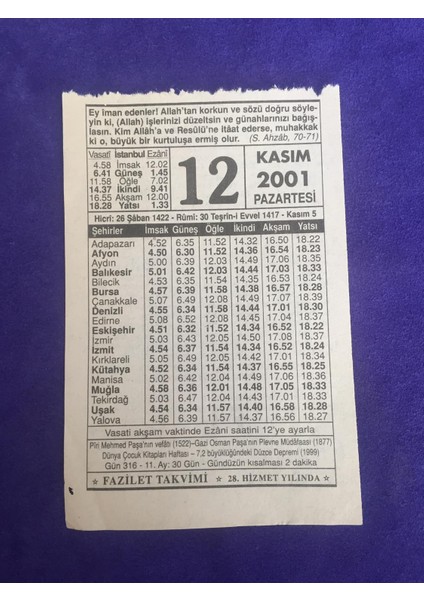 Ey iman edenler! Allah'tan korkun ve sözü doğru söyle-
yin ki, (Allah) işlerinizi düzeltsin ve günahlarınızı bağış-
lasın. Kim Allâh'a ve Resûlü'ne itâat ederse, muhakkak
ki o, büyük bir kurtuluşa ermiş olur. (S. Ahzâb, 70-71)
Vasatî İstanbul Ezânî
4.58 İmsak 12.02
6.41 Güneş 1.45
11.58 Öğle 7.02
14.37 İkindi 9.41
16.55 Akşam 12.00
18.28 Yatsı 1.33
12
KASIM
2001
PAZARTESİ
Hicri: 26 Şâban 1422 - Rûmi: 30 Teşrîn-i Evvel 1417 - Kasım 5
Şehirler İmsak Güneş Öğle İkindi Akşam Yatsı
Adapazarı 4.52 6.35 11.52 14.32 16.50 18.22
Afyon 4.50 6.30 11.52 14.36 16.54 18.23
Aydın 5.00 6.39 12.03 14.49 17.06 18.35
Balıkesir 5.01 6.42 12.03 14.44 17.03 18.33
Bilecik 4.53 6.35 11.54 14.35 16.53 18.24
Bursa 4.57 6.39 11.58 14.38 16.57 18.28
Çanakkale 5.07 6.49 12.09 14.49 17.07 18.39
Denizli 4.55 6.34 11.58 14.44 17.01 18.30
Edirne 5.08 6.52 12.08 14.45 17.04 18.37
Eskişehir 4.51 6.32 11.52 14.34 16.52 18.22
İzmir 5.03 6.43 12.05 14.50 17.08 18.37
İzmit 4.54 6.37 11.54 14.34 16.52 18.24
Kırklareli 5.05 6.49 12.05 14.42 17.01 18.34
Kütahya 4.52 6.34 11.54 14.37 16.55 18.25
Manisa 5.02 6.42 12.04 14.49 17.06 18.36
Muğla 4.58 6.36 12.01 14.48 17.05 18.33
Tekirdağ 5.03 6.47 12.04 14.43 17.01 18.33
Uşak 4.54 6.34 11.57 14.40 16.58 18.28
Yalova 4.56 6.39 11.57 14.37 16.56 18.27
Vasati akşam vaktinde Ezâni saatini 12'ye ayarla
Pîri Mehmed Paşa'nın vefâtı (1522)–Gazi Osman Paşa'nın Plevne Müdâfaası (1877)
Dünya Çocuk Kitapları Haftası – 7,2 büyüklüğündeki Düzce Depremi (1999)
Gün 316 - 11. Ay: 30 Gün - Gündüzün kısalması 2 dakika
★ FAZİLET TAKVİMİ ★ 28. HİZMET YILINDA ★